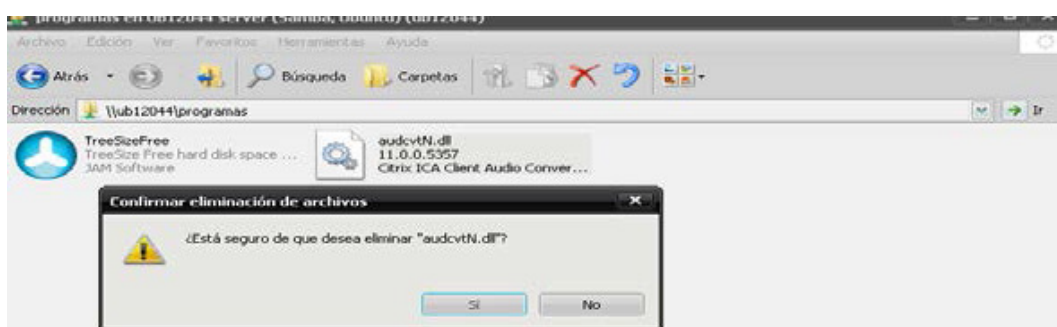 programas en Ub12044 server (Samba, Ubuntu) (ub12044)
Archivo Edición Ver Favoritos Herramientas Ayuda
Atrás Búsqueda Carpetas
Dirección \\ub12044\programas Ir
TreeSizeFree
TreeSize Free hard disk space ...
JAM Software
audcvtN.dll
11.0.0.5357
Citrix ICA Client Audio Conver...
Confirmar eliminación de archivos
¿Está seguro de que desea eliminar "audcvtN.dll"?
Sí No